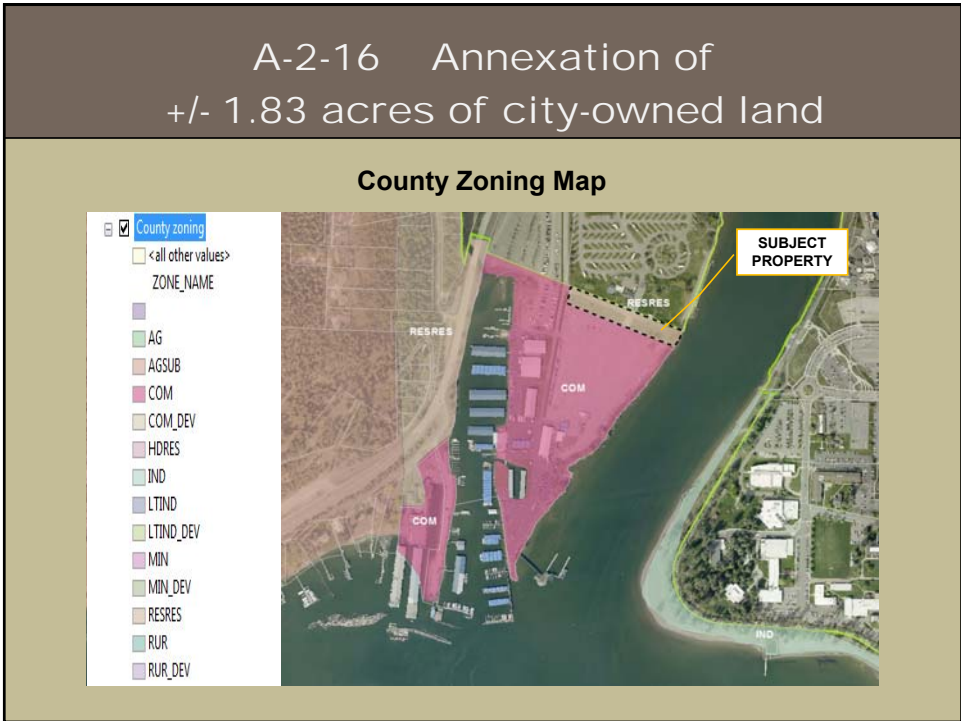 A-2-16 Annexation of
+/- 1.83 acres of city-owned land
County Zoning Map
County zoning
<all other values>
ZONE_NAME
AG
AGSUB
COM
COM_DEV
HDRES
IND
LTIND
LTIND_DEV
MIN
MIN_DEV
RESRES
RUR
RUR_DEV
SUBJECT
PROPERTY
RESRES
RESRES
COM
COM
IND